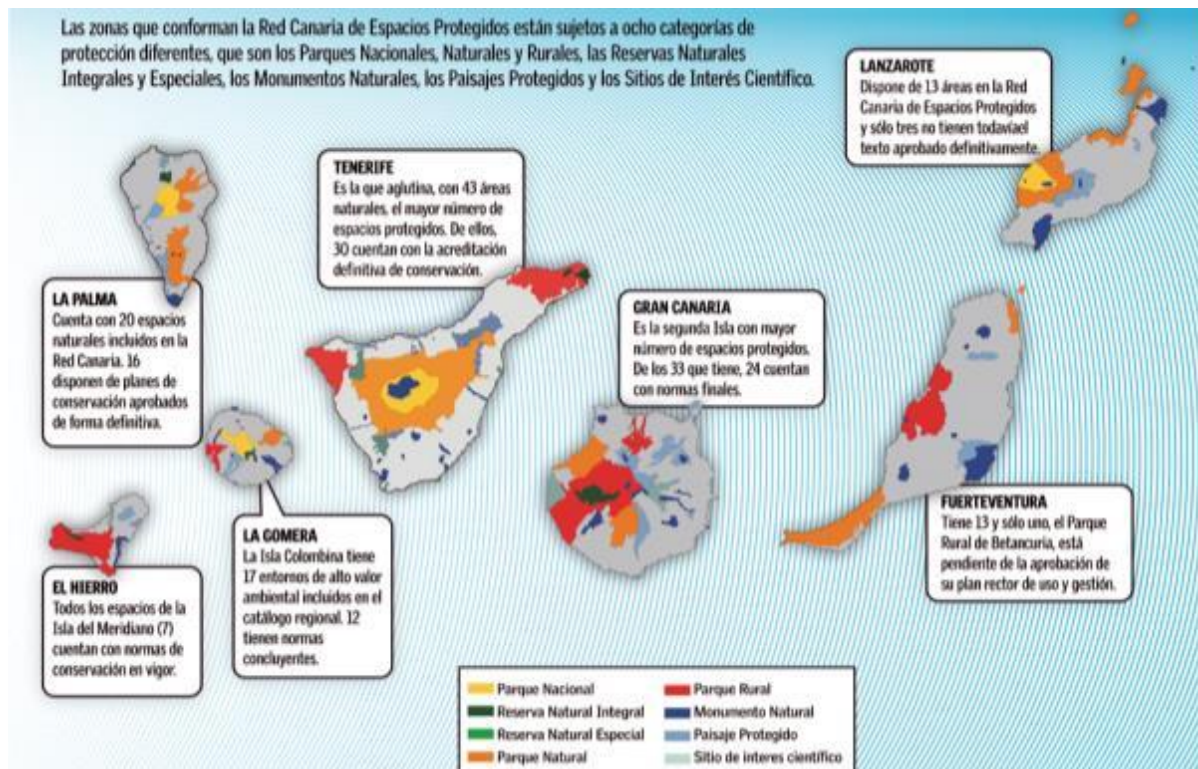 Las zonas que conforman la Red Canaria de Espacios Protegidos están sujetos a ocho categorías de
protección diferentes, que son los Parques Nacionales, Naturales y Rurales, las Reservas Naturales
Integrales y Especiales, los Monumentos Naturales, los Paisajes Protegidos y los Sitios de Interés Científico.
LANZAROTE
Dispone de 13 áreas en la Red
Canaria de Espacios Protegidos
y sólo tres no tienen todavíael
texto aprobado definitivamente.
TENERIFE
Es la que aglutina, con 43 áreas
naturales, el mayor número de
espacios protegidos. De ellos,
30 cuentan con la acreditación
definitiva de conservación.
LA PALMA
Cuenta con 20 espacios
naturales incluidos en la
Red Canaria. 16
disponen de planes de
conservación aprobados
de forma definitiva.
GRAN CANARIA
Es la segunda Isla con mayor
número de espacios protegidos.
De los 33 que tiene, 24 cuentan
con normas finales.
FUERTEVENTURA
Tiene 13 y sólo uno, el Parque
Rural de Betancuria, está
pendiente de la aprobación de
su plan rector de uso y gestión.
LA GOMERA
La Isla Colombina tiene
17 entornos de alto valor
ambiental incluidos en el
catálogo regional. 12
tienen normas
concluyentes.
EL HIERRO
Todos los espacios de la
Isla del Meridiano (7)
cuentan con normas de
conservación en vigor.
Parque Nacional
Reserva Natural Integral
Reserva Natural Especial
Parque Natural
Parque Rural
Monumento Natural
Paisaje Protegido
Sitio de interes científico